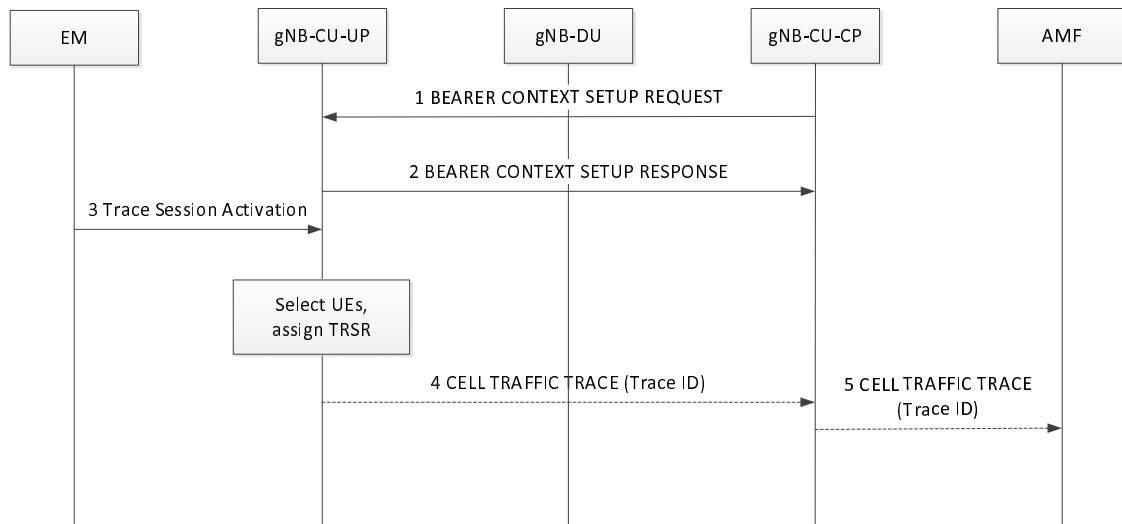 EM
gNB-CU-UP
gNB-DU
gNB-CU-CP
AMF
1 BEARER CONTEXT SETUP REQUEST
2 BEARER CONTEXT SETUP RESPONSE
3 Trace Session Activation
Select UEs,
assign TRSR
4 CELL TRAFFIC TRACE (Trace ID)
5 CELL TRAFFIC TRACE
(Trace ID)